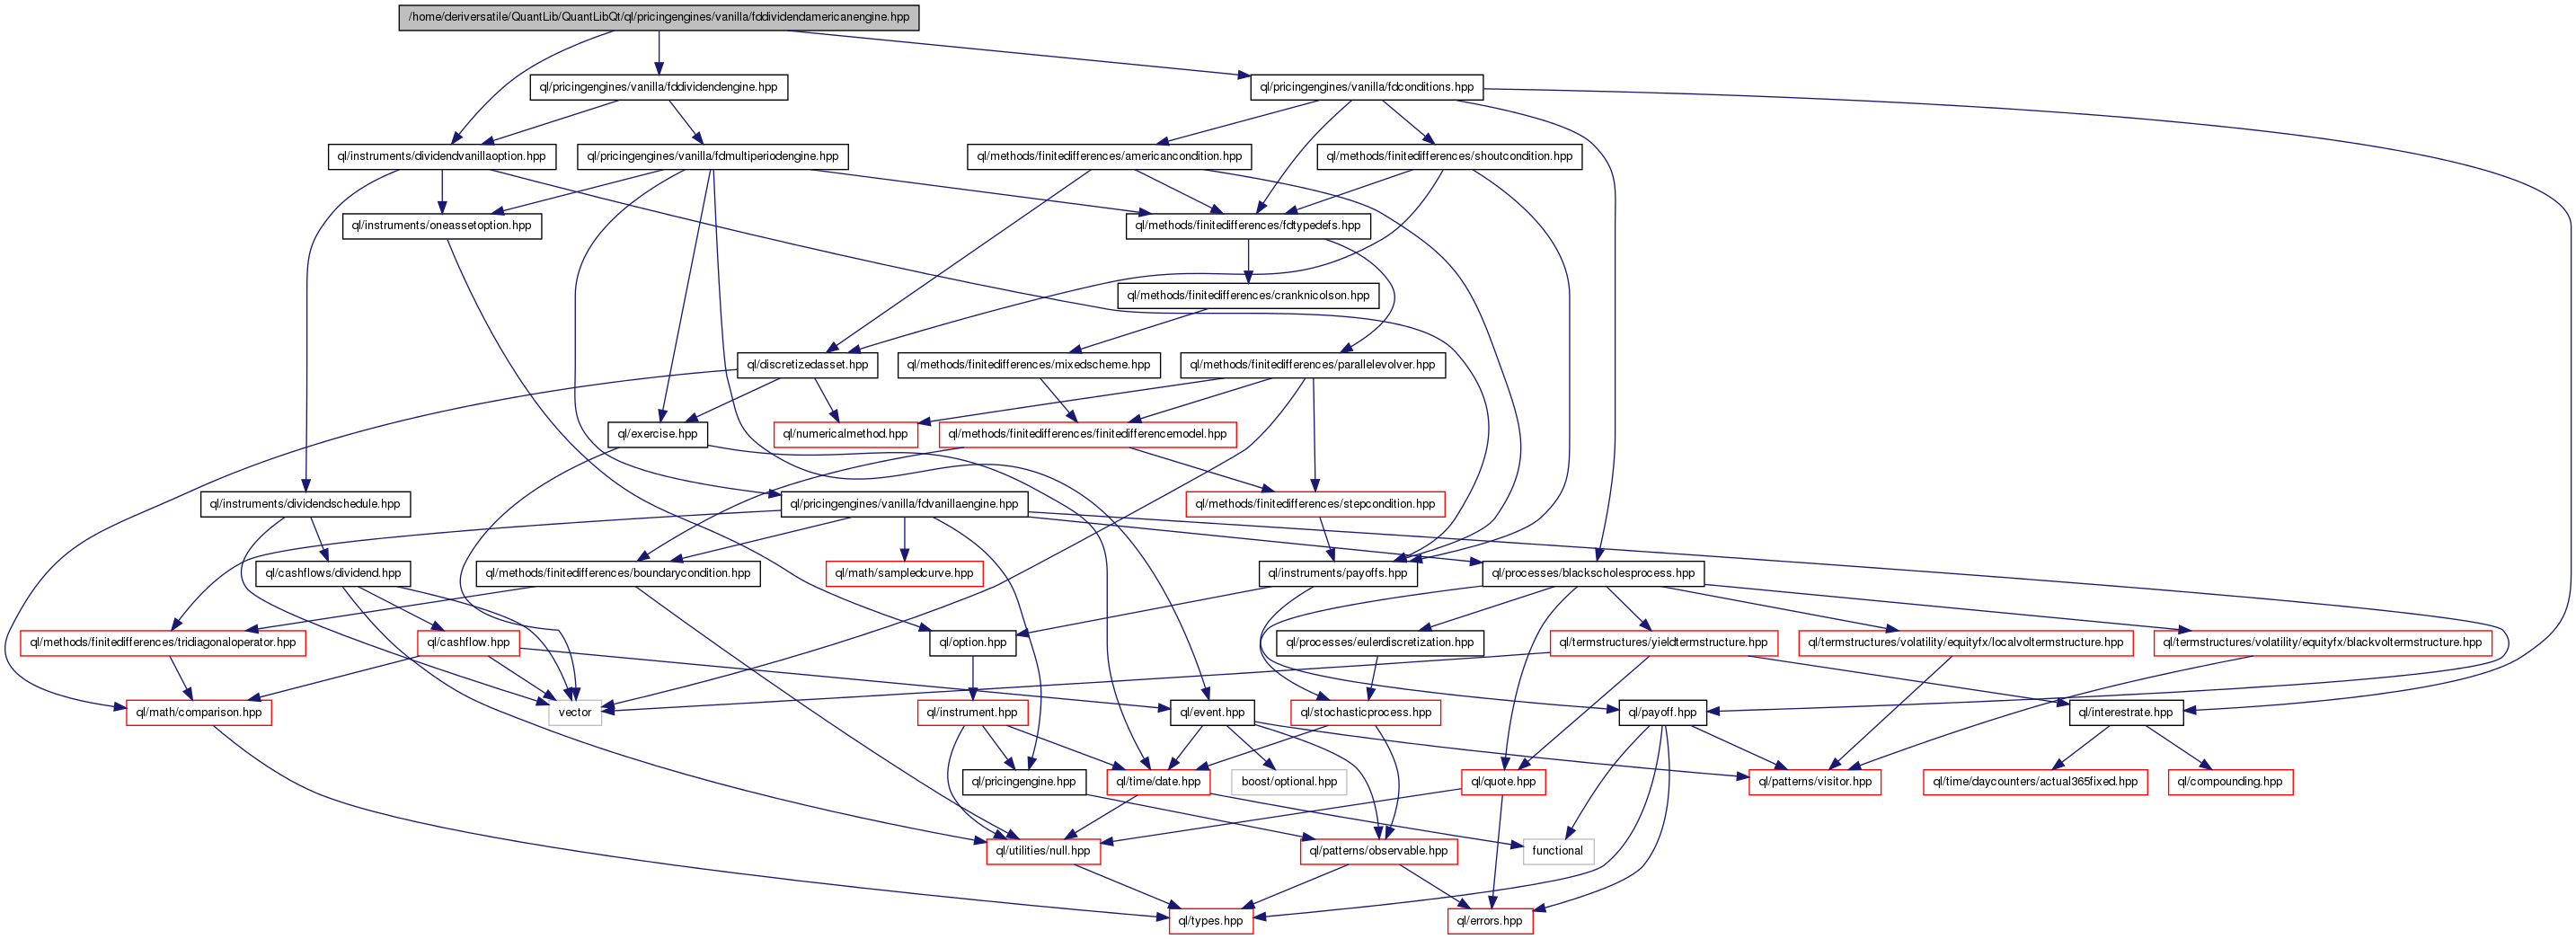 /home/deriversatile/QuantLib/QuantLibQt/ql/pricingengines/vanilla/fddividendamericanengine.hpp
ql/pricingengines/vanilla/fddividendengine.hpp
ql/pricingengines/vanilla/fdconditions.hpp
ql/instruments/dividendvanillaoption.hpp
ql/pricingengines/vanilla/fdmultiperiodengine.hpp
ql/methods/finitedifferences/americancondition.hpp
ql/methods/finitedifferences/shoutcondition.hpp
ql/instruments/oneassetoption.hpp
ql/methods/finitedifferences/fdtypedefs.hpp
ql/methods/finitedifferences/cranknicolson.hpp
ql/discretizedasset.hpp
ql/methods/finitedifferences/mixedscheme.hpp
ql/methods/finitedifferences/parallelevolver.hpp
ql/exercise.hpp
ql/numericalmethod.hpp
ql/methods/finitedifferences/finitedifferencemodel.hpp
ql/instruments/dividendschedule.hpp
ql/pricingengines/vanilla/fdvanillaengine.hpp
ql/methods/finitedifferences/stepcondition.hpp
ql/cashflows/dividend.hpp
ql/methods/finitedifferences/boundarycondition.hpp
ql/math/sampledcurve.hpp
ql/instruments/payoffs.hpp
ql/processes/blackscholesprocess.hpp
ql/methods/finitedifferences/tridiagonaloperator.hpp
ql/cashflow.hpp
ql/option.hpp
ql/processes/eulerdiscretization.hpp
ql/termstructures/yieldtermstructure.hpp
ql/termstructures/volatility/equityfx/localvoltermstructure.hpp
ql/termstructures/volatility/equityfx/blackvoltermstructure.hpp
ql/math/comparison.hpp
vector
ql/instrument.hpp
ql/event.hpp
ql/stochasticprocess.hpp
ql/payoff.hpp
ql/interestrate.hpp
ql/pricingengine.hpp
ql/time/date.hpp
boost/optional.hpp
ql/quote.hpp
ql/patterns/visitor.hpp
ql/time/daycounters/actual365fixed.hpp
ql/compounding.hpp
ql/utilities/null.hpp
ql/patterns/observable.hpp
functional
ql/types.hpp
ql/errors.hpp